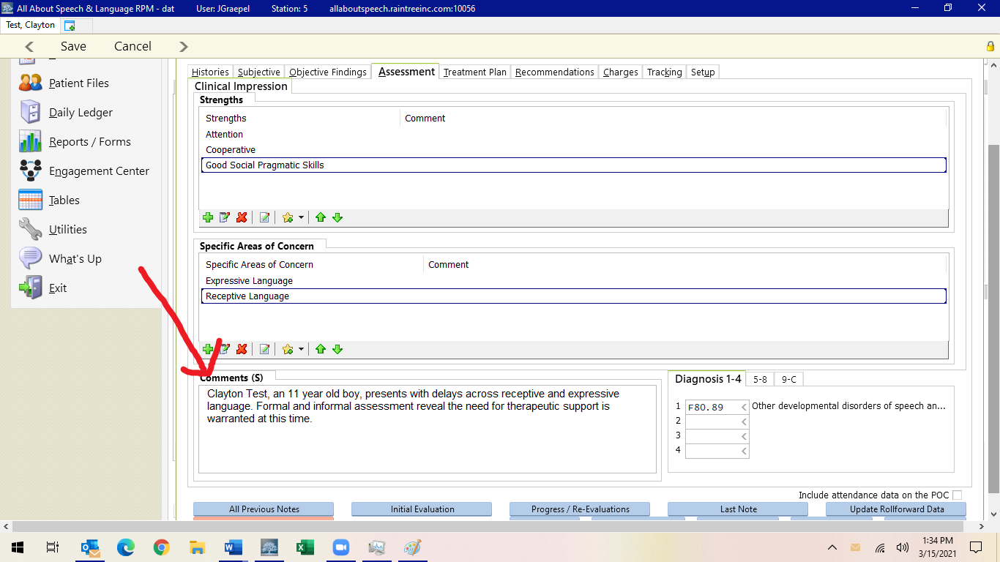 All About Speech & Language RPM - dat User: JGraepel Station: 5 allaboutspeech.raintreeinc.com:10056
Test, Clayton
Save Cancel
Patient Files
Daily Ledger
Reports / Forms
Engagement Center
Tables
Utilities
What's Up
Exit
Histories Subjective Objective Findings Assessment Treatment Plan Recommendations Charges Tracking Setup
Clinical Impression
Strengths
Strengths Comment
Attention
Cooperative
Good Social Pragmatic Skills
Specific Areas of Concern
Specific Areas of Concern Comment
Expressive Language
Receptive Language
Comments (S)
Clayton Test, an 11 year old boy, presents with delays across receptive and expressive
language. Formal and informal assessment reveal the need for therapeutic support is
warranted at this time.
Diagnosis 1-4 5-8 9-C
1 F80.89 Other developmental disorders of speech an...
2
3
4
Include attendance data on the POC
All Previous Notes Initial Evaluation Progress / Re-Evaluations Last Note Update Rollforward Data
1:34 PM
3/15/2021